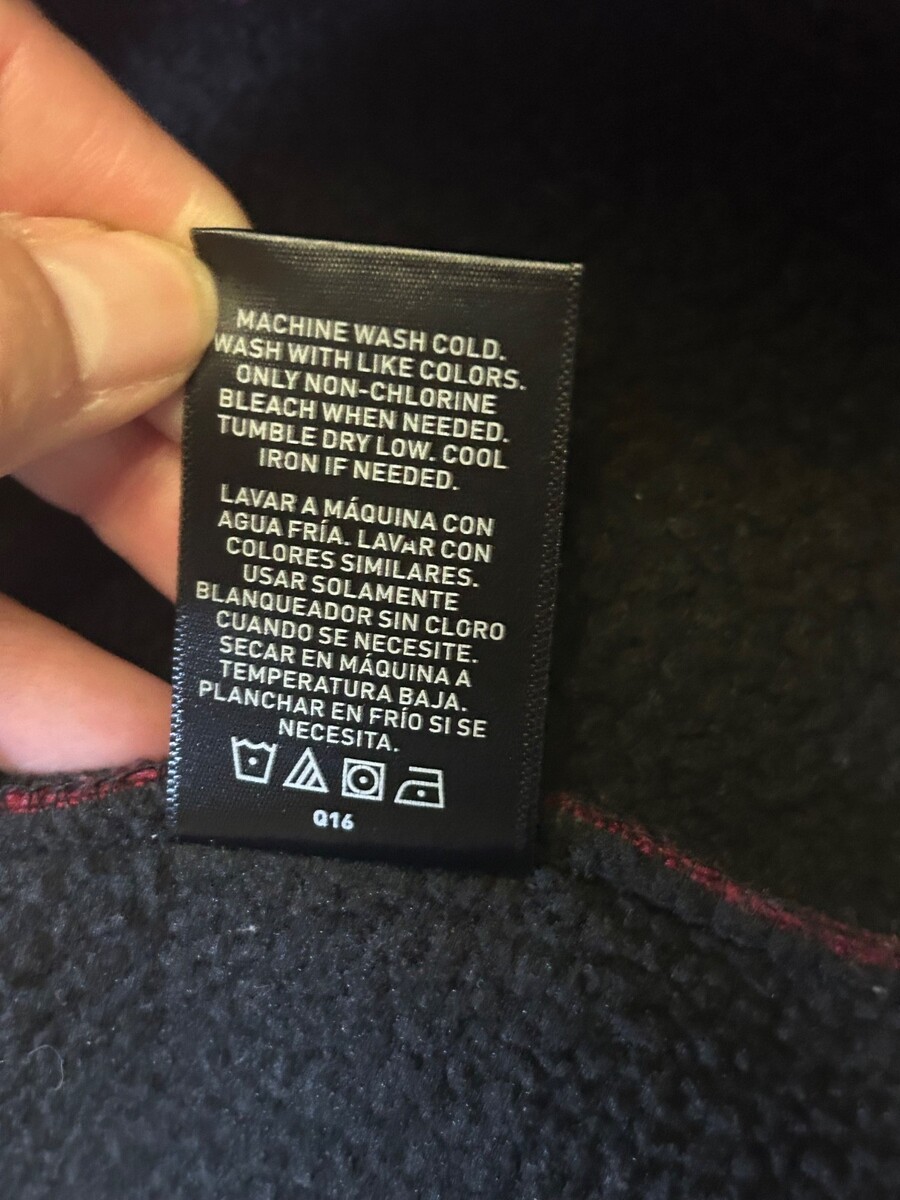 MACHINE WASH COLD.
WASH WITH LIKE COLORS.
ONLY NON-CHLORINE
BLEACH WHEN NEEDED.
TUMBLE DRY LOW. COOL
IRON IF NEEDED.
LAVAR A MÁQUINA CON
AGUA FRÍA. LAVAR CON
COLORES SIMILARES.
USAR SOLAMENTE
BLANQUEADOR SIN CLORO
CUANDO SE NECESITE.
SECAR EN MÁQUINA A
TEMPERATURA BAJA.
PLANCHAR EN FRÍO SI SE
NECESITA.
Q16